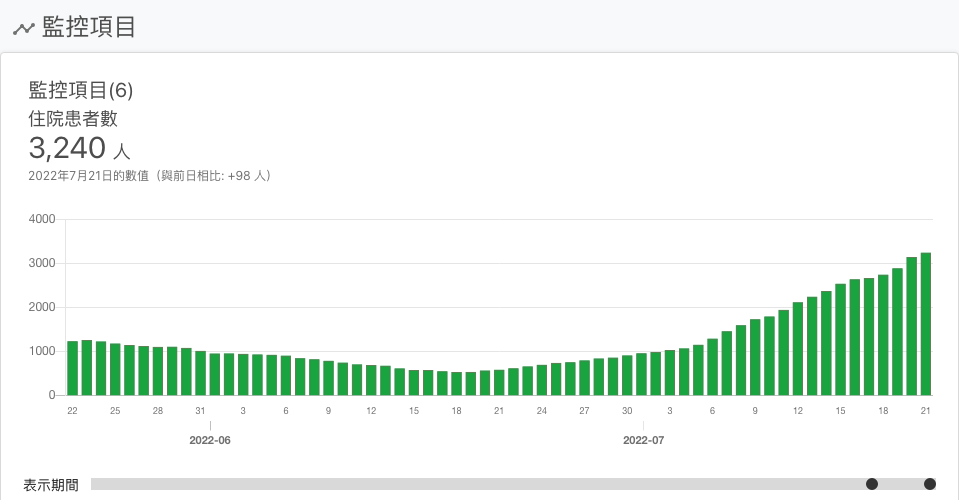 監控項目
監控項目(6)
住院患者數
3,240 人
2022年7月21日的數值（與前日相比: +98 人）
4000
3000
2000
1000
0
22 25 28 31 3 6 9 12 15 18 21 24 27 30 3 6 9 12 15 18 21
2022-06 2022-07
表示期間